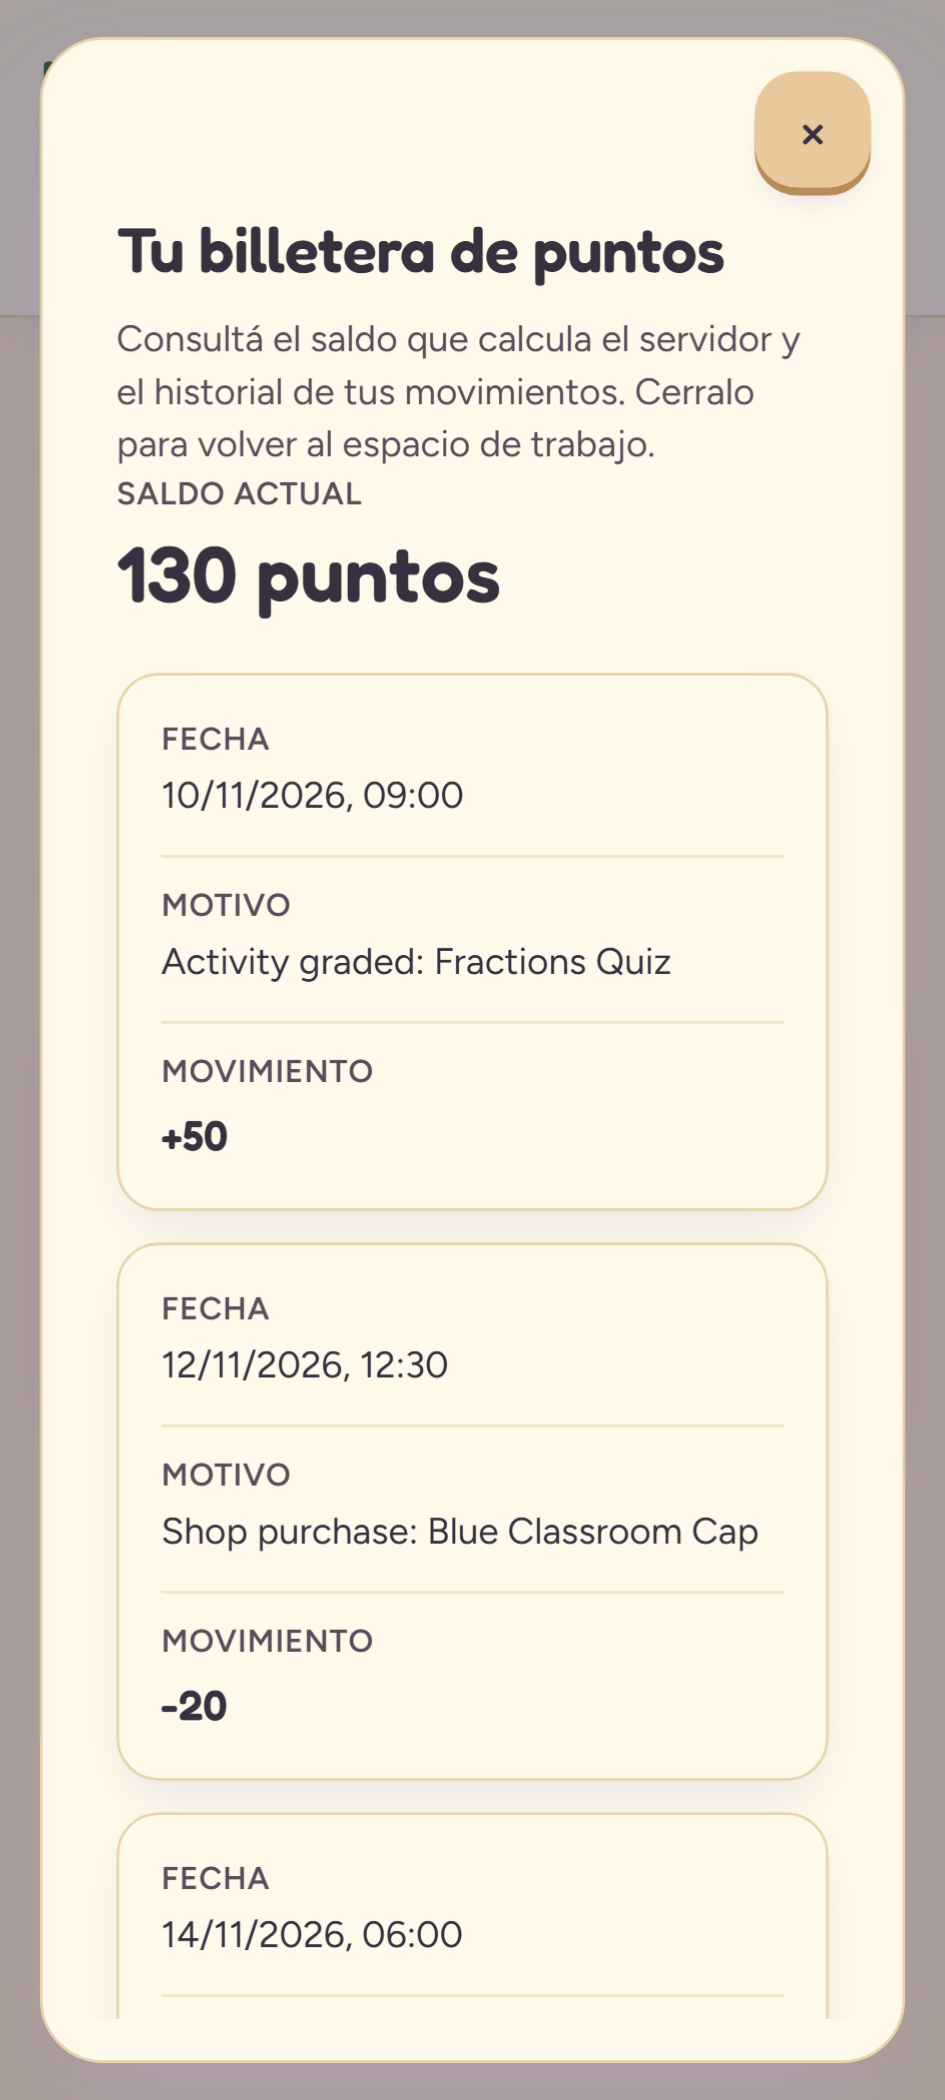 ×
Tu billetera de puntos
Consultá el saldo que calcula el servidor y
el historial de tus movimientos. Cerralo
para volver al espacio de trabajo.
SALDO ACTUAL
130 puntos
FECHA
10/11/2026, 09:00
MOTIVO
Activity graded: Fractions Quiz
MOVIMIENTO
+50
FECHA
12/11/2026, 12:30
MOTIVO
Shop purchase: Blue Classroom Cap
MOVIMIENTO
-20
FECHA
14/11/2026, 06:00